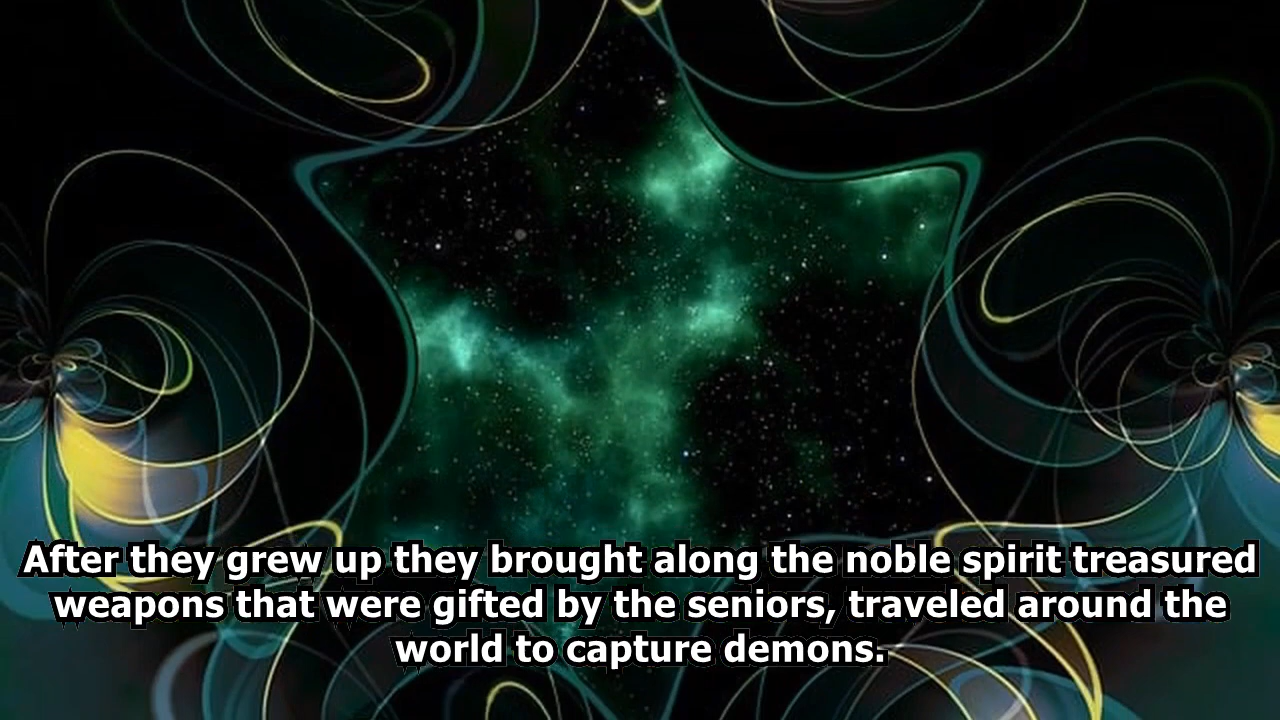 After they grew up they brought along the noble spirit treasured
weapons that were gifted by the seniors, traveled around the
world to capture demons.